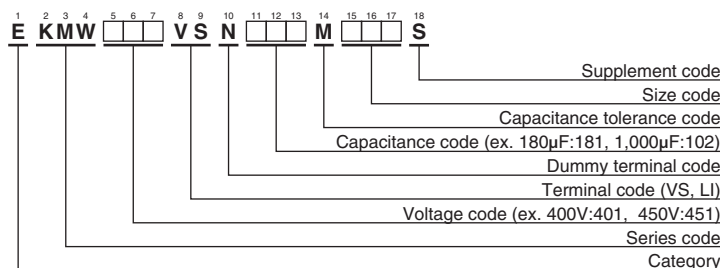 1 2 3 4 5 6 7 8 9 10 11 12 13 14 15 16 17 18
E KMW VS N M S
Supplement code
Size code
Capacitance tolerance code
Capacitance code (ex. 180µF:181, 1,000µF:102)
Dummy terminal code
Terminal code (VS, LI)
Voltage code (ex. 400V:401, 450V:451)
Series code
Category